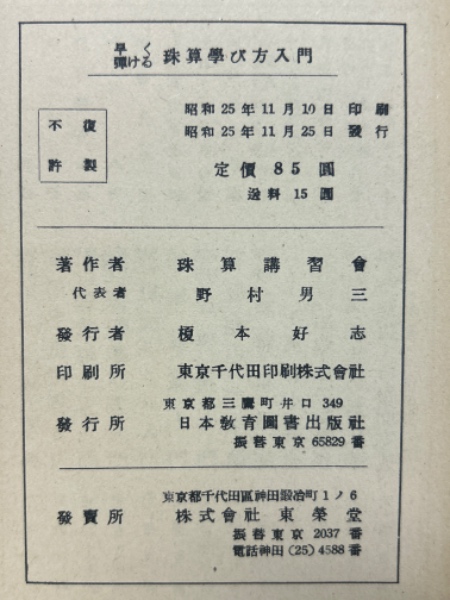 早く
彈ける 珠算學び方入門
昭和25年11月10日 印刷
昭和25年11月25日 發行
不復
許製
定價 85 圓
送料 15 圓
著作者 珠算講習會
代表者 野村男三
發行者 榎本好志
印刷所 東京千代田印刷株式會社
東京都三鷹町井口 349
發行所 日本敎育圖書出版社
振替東京 65829 番
東京都千代田區神田鍛冶町1ノ6
發賣所 株式會社東榮堂
振替東京 2037 番
電話神田 (25) 4588 番